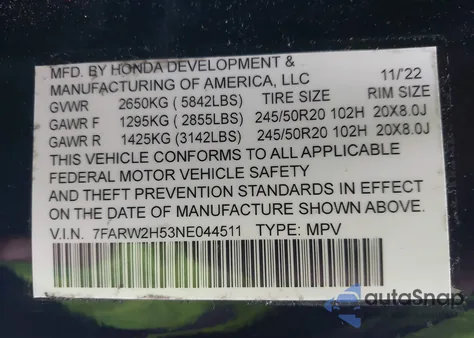 MFD. BY HONDA DEVELOPMENT &
MANUFACTURING OF AMERICA, LLC 11/'22
GVWR 2650KG ( 5842LBS) TIRE SIZE RIM SIZE
GAWR F 1295KG ( 2855LBS) 245/50R20 102H 20X8.0J
GAWR R 1425KG (3142LBS) 245/50R20 102H 20X8.0J
THIS VEHICLE CONFORMS TO ALL APPLICABLE
FEDERAL MOTOR VEHICLE SAFETY
AND THEFT PREVENTION STANDARDS IN EFFECT
ON THE DATE OF MANUFACTURE SHOWN ABOVE.
V.I.N. 7FARW2H53NE044511 TYPE: MPV
autoSnap